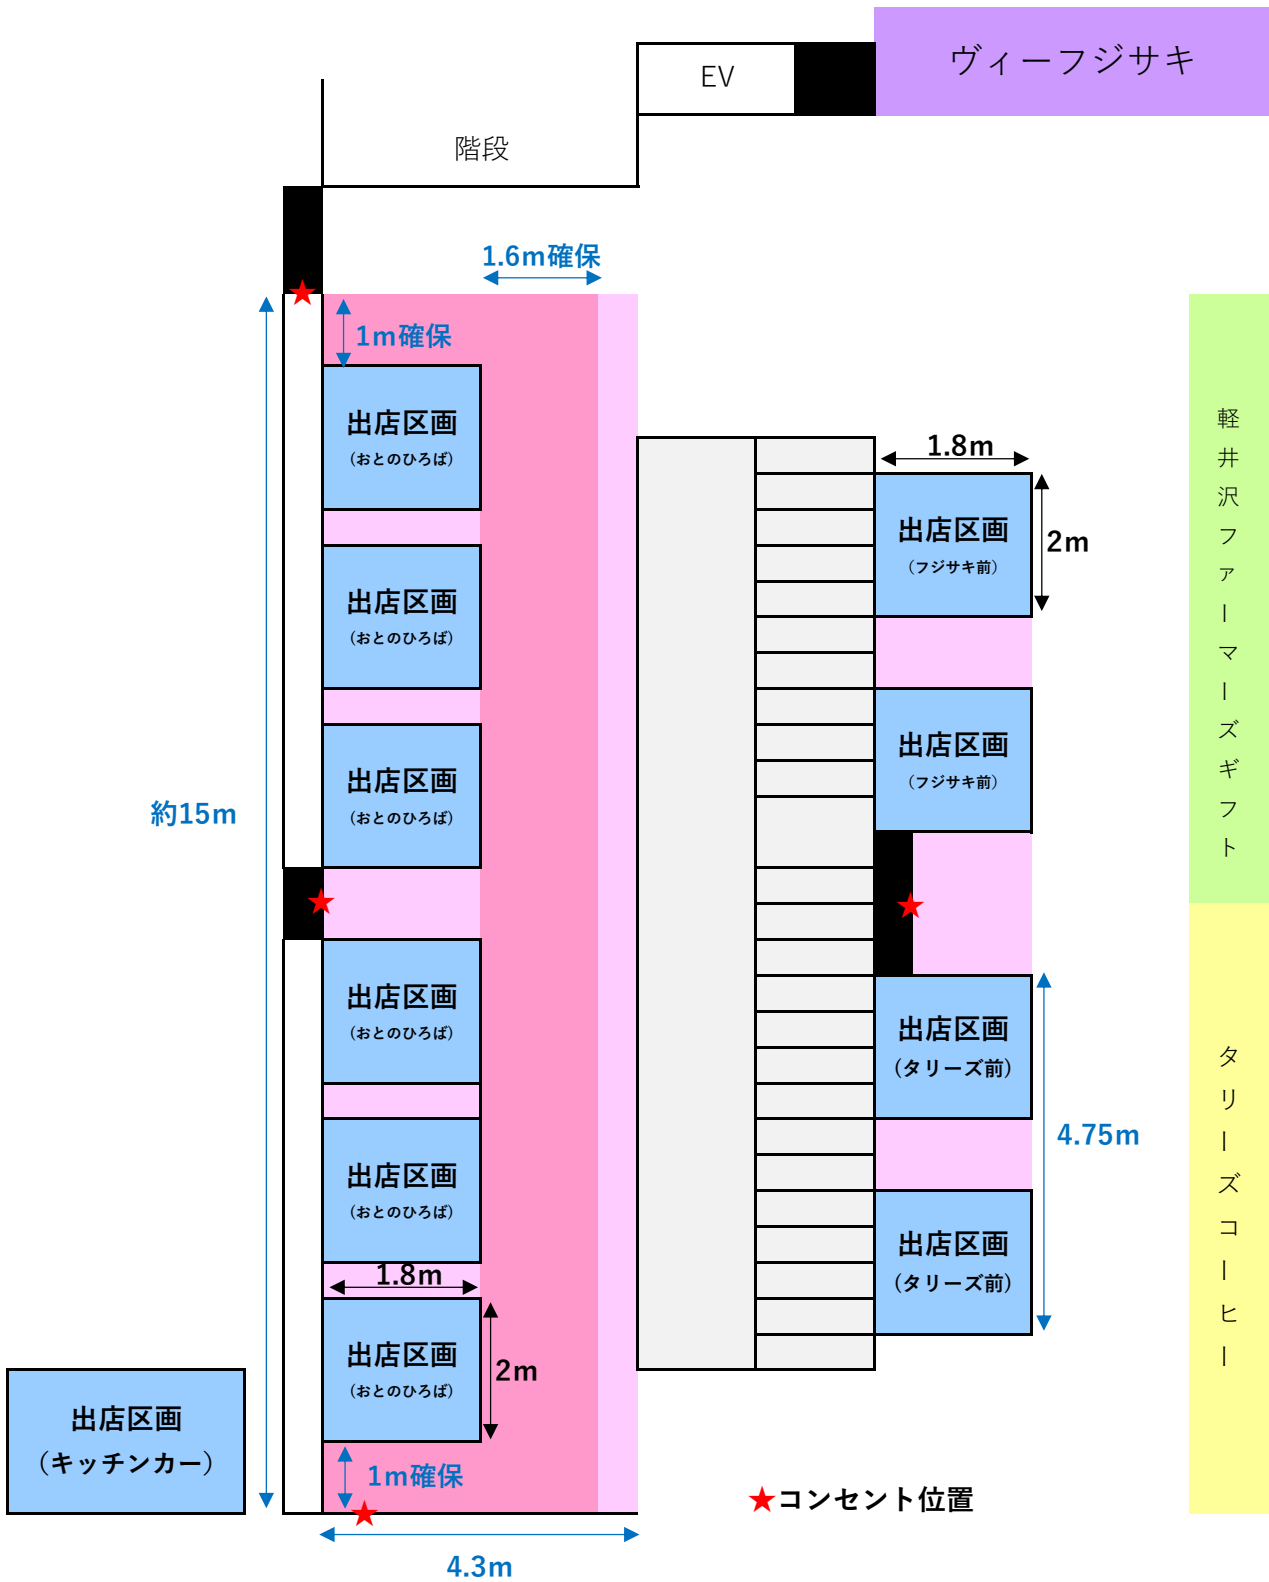 ヴィーフジサキ
EV
階段
1.6m確保
1m確保
出店区画
(おとのひろば)
出店区画
(おとのひろば)
出店区画
(おとのひろば)
約15m
出店区画
(おとのひろば)
出店区画
(おとのひろば)
1.8m
出店区画
(おとのひろば)
2m
1m確保
4.3m
出店区画
(キッチンカー)
1.8m
出店区画
(フジサキ前)
2m
出店区画
(フジサキ前)
出店区画
(タリーズ前)
4.75m
出店区画
(タリーズ前)
軽井沢ファーマーズギフト
タリーズコーヒー
★コンセント位置